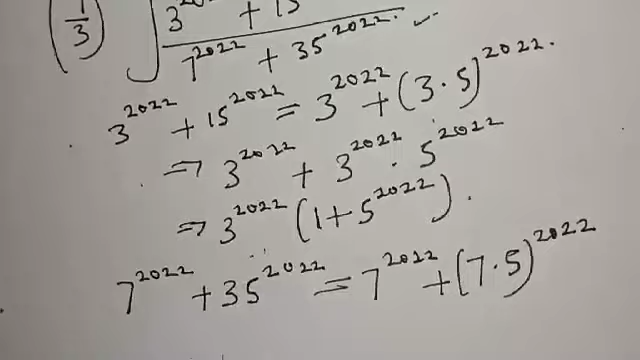 (1/3) ∫ 3^2022 + 15
7^2022 + 35^2022.
3^2022 + 15^2022 = 3^2022 + (3·5)^2022.
⇒ 3^2022 + 3^2022 · 5^2022
⇒ 3^2022 (1+5^2022).
7^2022 + 35^2022 = 7^2022 + (7·5)^2022